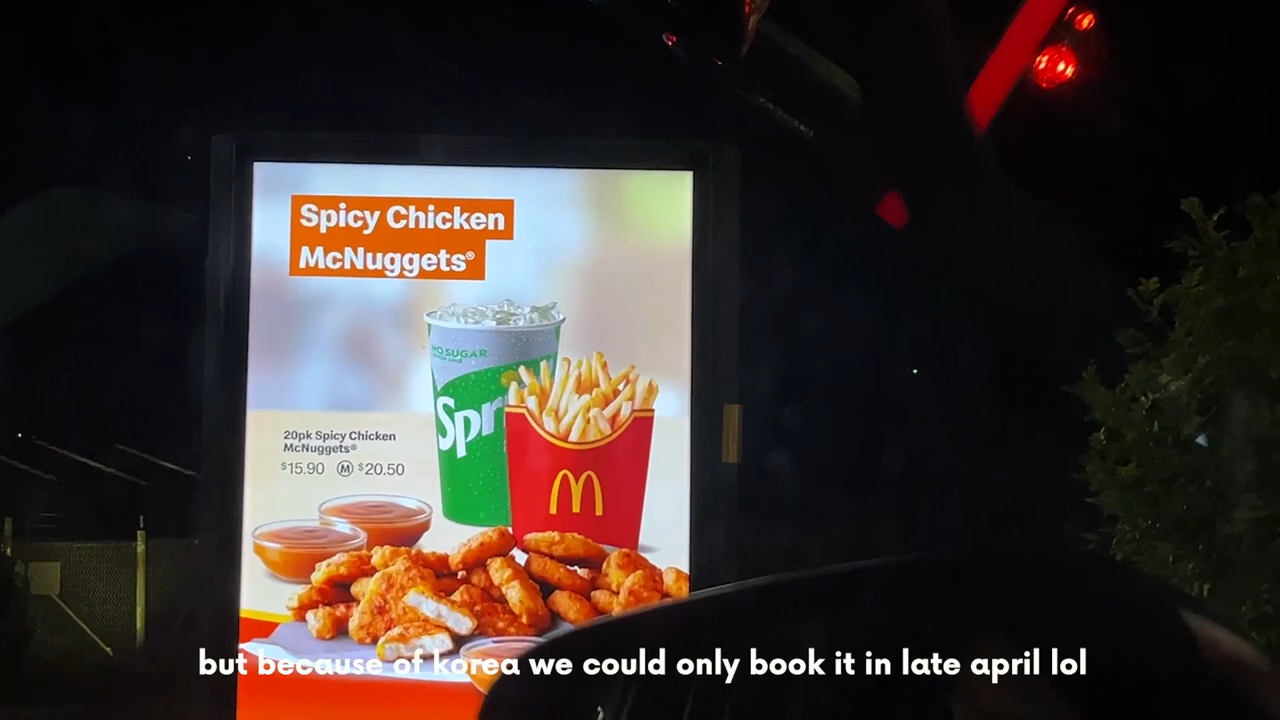 Spicy Chicken
McNuggets®
NO SUGAR
Spr
20pk Spicy Chicken
McNuggets®
$15.90 M $20.50
but because of korea we could only book it in late april lol